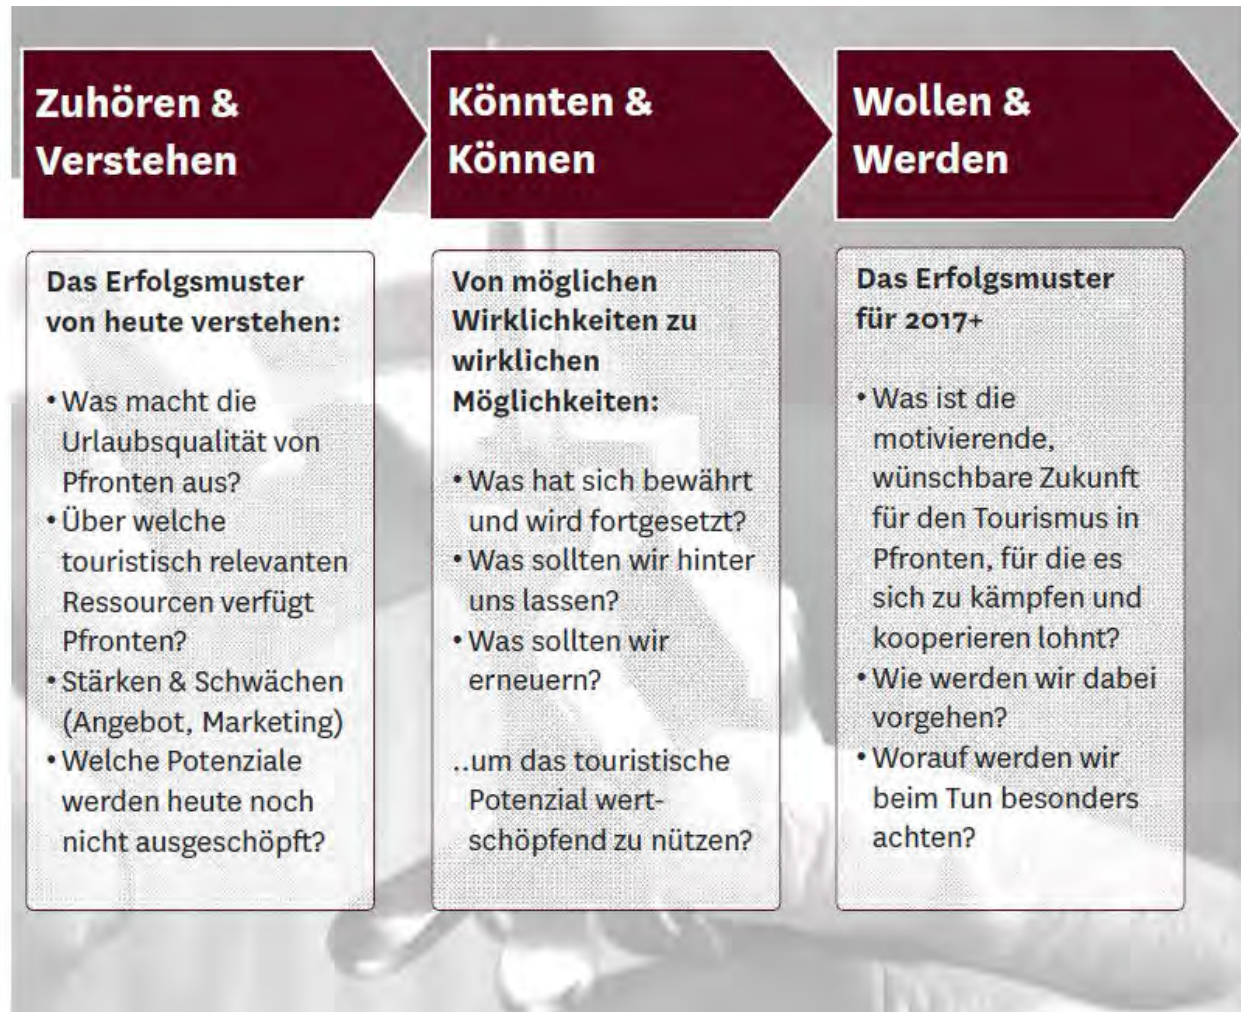 Zuhören &
Verstehen
Das Erfolgsmuster
von heute verstehen:
• Was macht die
Urlaubsqualität von
Pfronten aus?
• Über welche
touristisch relevanten
Ressourcen verfügt
Pfronten?
• Stärken & Schwächen
(Angebot, Marketing)
• Welche Potenziale
werden heute noch
nicht ausgeschöpft?
Könnten &
Können
Von möglichen
Wirklichkeiten zu
wirklichen
Möglichkeiten:
• Was hat sich bewährt
und wird fortgesetzt?
• Was sollten wir hinter
uns lassen?
• Was sollten wir
erneuern?
..um das touristische
Potenzial wert-
schöpfend zu nützen?
Wollen &
Werden
Das Erfolgsmuster
für 2017+
• Was ist die
motivierende,
wünschbare Zukunft
für den Tourismus in
Pfronten, für die es
sich zu kämpfen und
kooperieren lohnt?
• Wie werden wir dabei
vorgehen?
• Worauf werden wir
beim Tun besonders
achten?